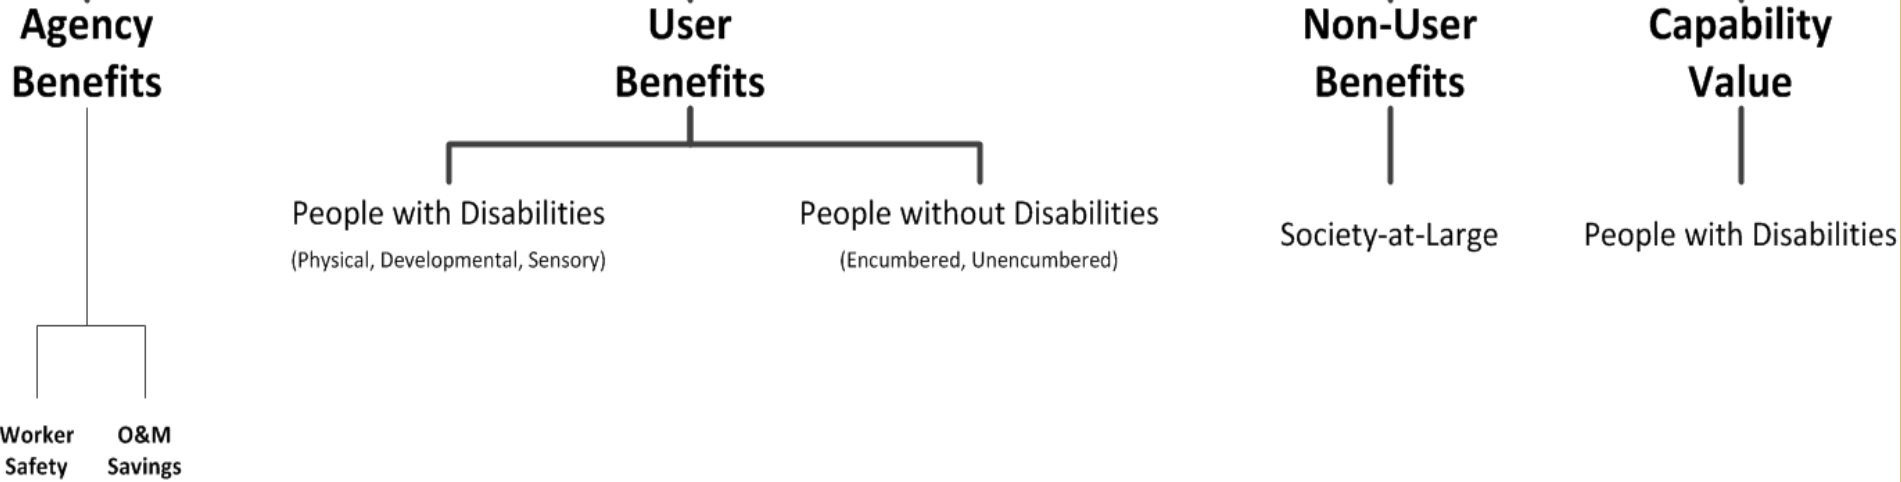 Agency
Benefits
User
Benefits
Non-User
Benefits
Capability
Value
People with Disabilities
(Physical, Developmental, Sensory)
People without Disabilities
(Encumbered, Unencumbered)
Society-at-Large
People with Disabilities
Worker
Safety
O&M
Savings